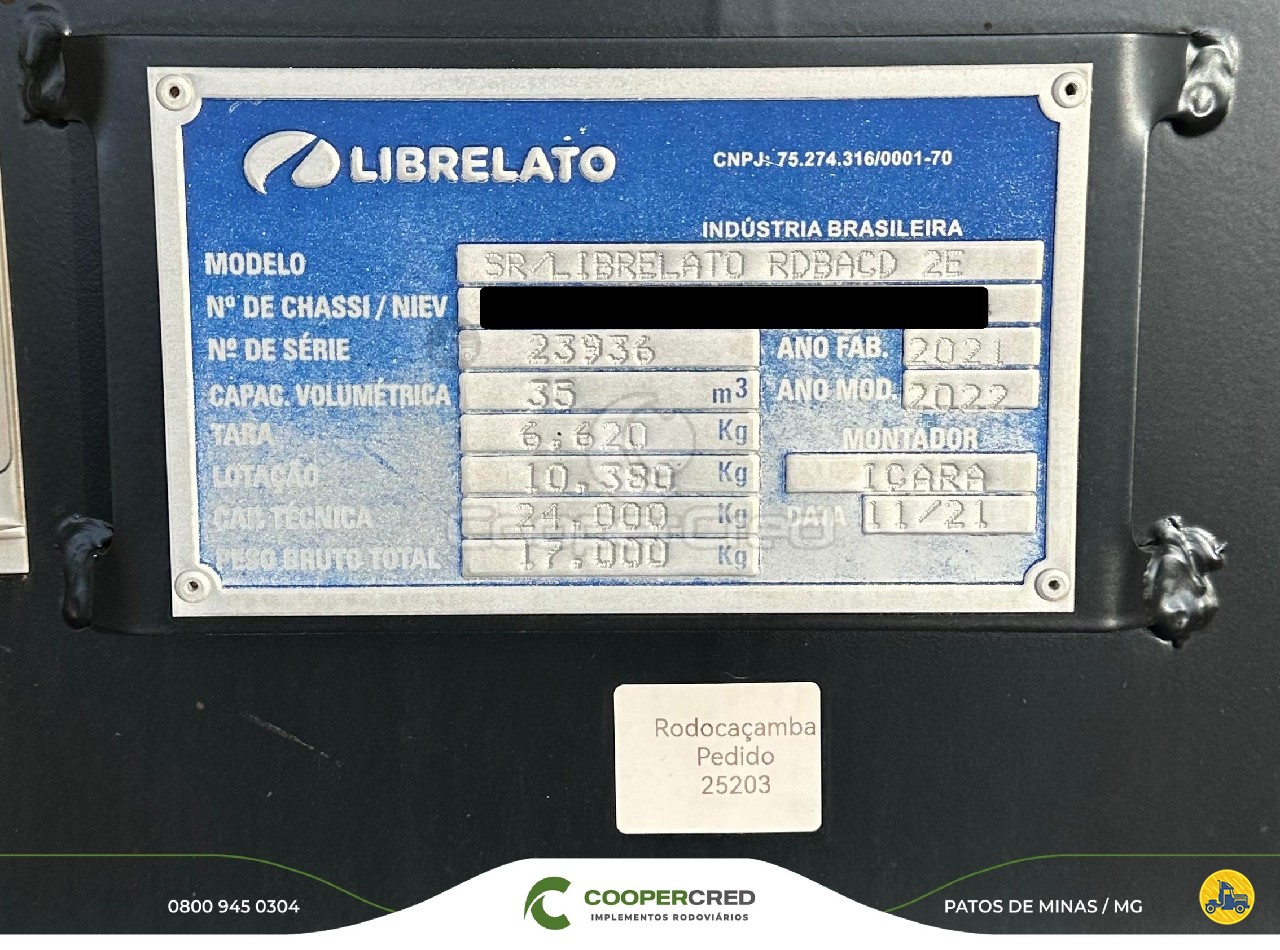 LIBRELATO
CNPJ: 75.274.316/0001-70
INDÚSTRIA BRASILEIRA
MODELO SR/LIBRELATO RDBACD 2E
Nº DE CHASSI / NIEV
Nº DE SÉRIE 23936 ANO FAB. 2021
CAPAC. VOLUMÉTRICA 35 m³ ANO MOD. 2022
TARA 6.620 Kg MONTADOR
LOTAÇÃO 10.380 Kg IÇARA
CAP. TÉCNICA 24.000 Kg DATA 11/21
PESO BRUTO TOTAL 17.000 Kg
Rodocaçamba
Pedido
25203
0800 945 0304
COOPERCRED
IMPLEMENTOS RODOVIÁRIOS
PATOS DE MINAS / MG